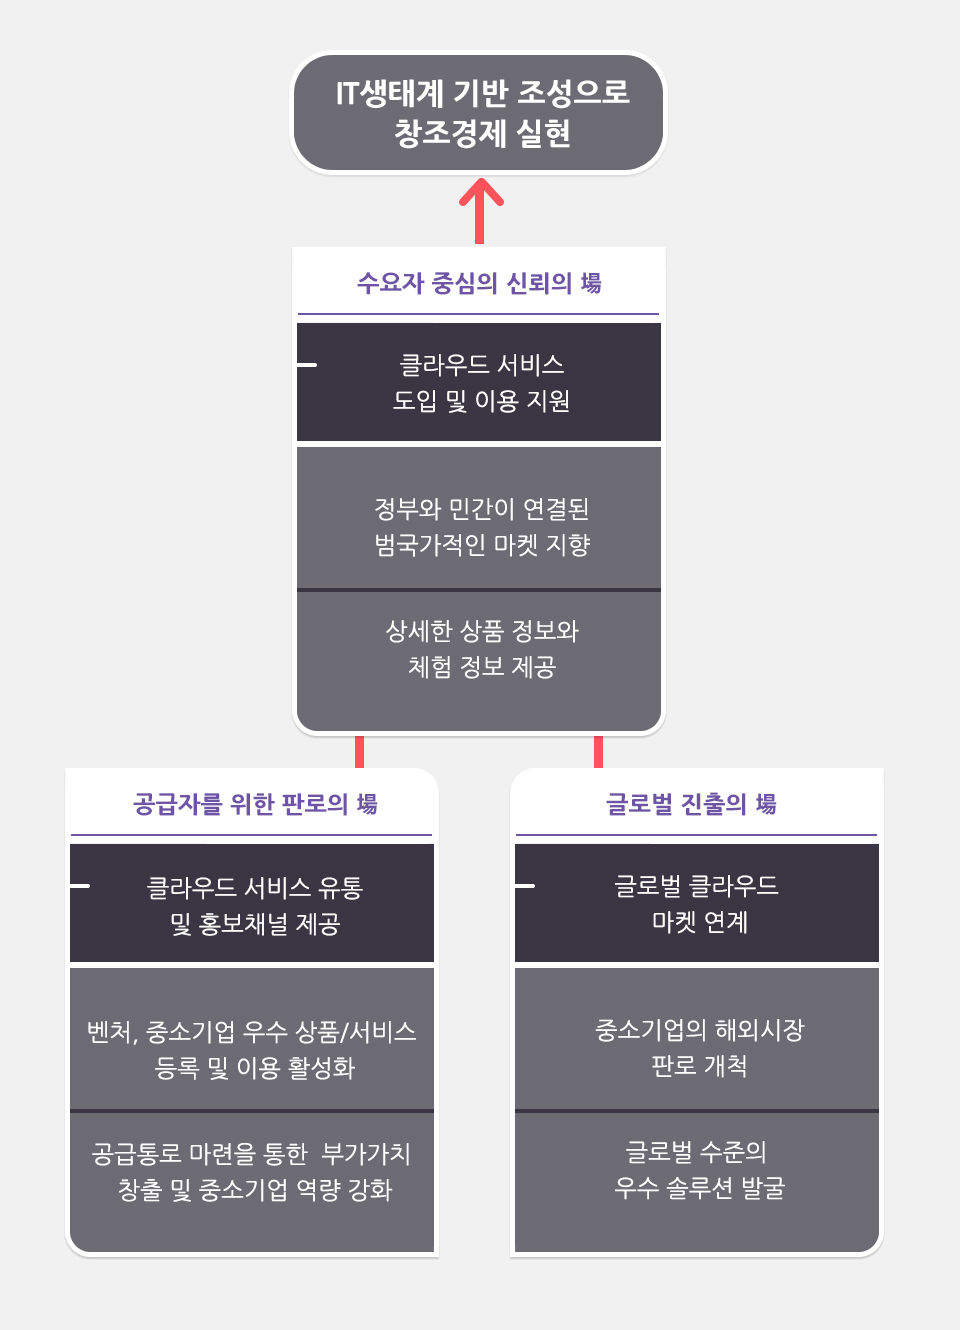 IT생태계 기반 조성으로
창조경제 실현
수요자 중심의 신뢰의 場
클라우드 서비스
도입 및 이용 지원
정부와 민간이 연결된
범국가적인 마켓 지향
상세한 상품 정보와
체험 정보 제공
공급자를 위한 판로의 場
클라우드 서비스 유통
및 홍보채널 제공
벤처, 중소기업 우수 상품/서비스
등록 및 이용 활성화
공급통로 마련을 통한 부가가치
창출 및 중소기업 역량 강화
글로벌 진출의 場
글로벌 클라우드
마켓 연계
중소기업의 해외시장
판로 개척
글로벌 수준의
우수 솔루션 발굴